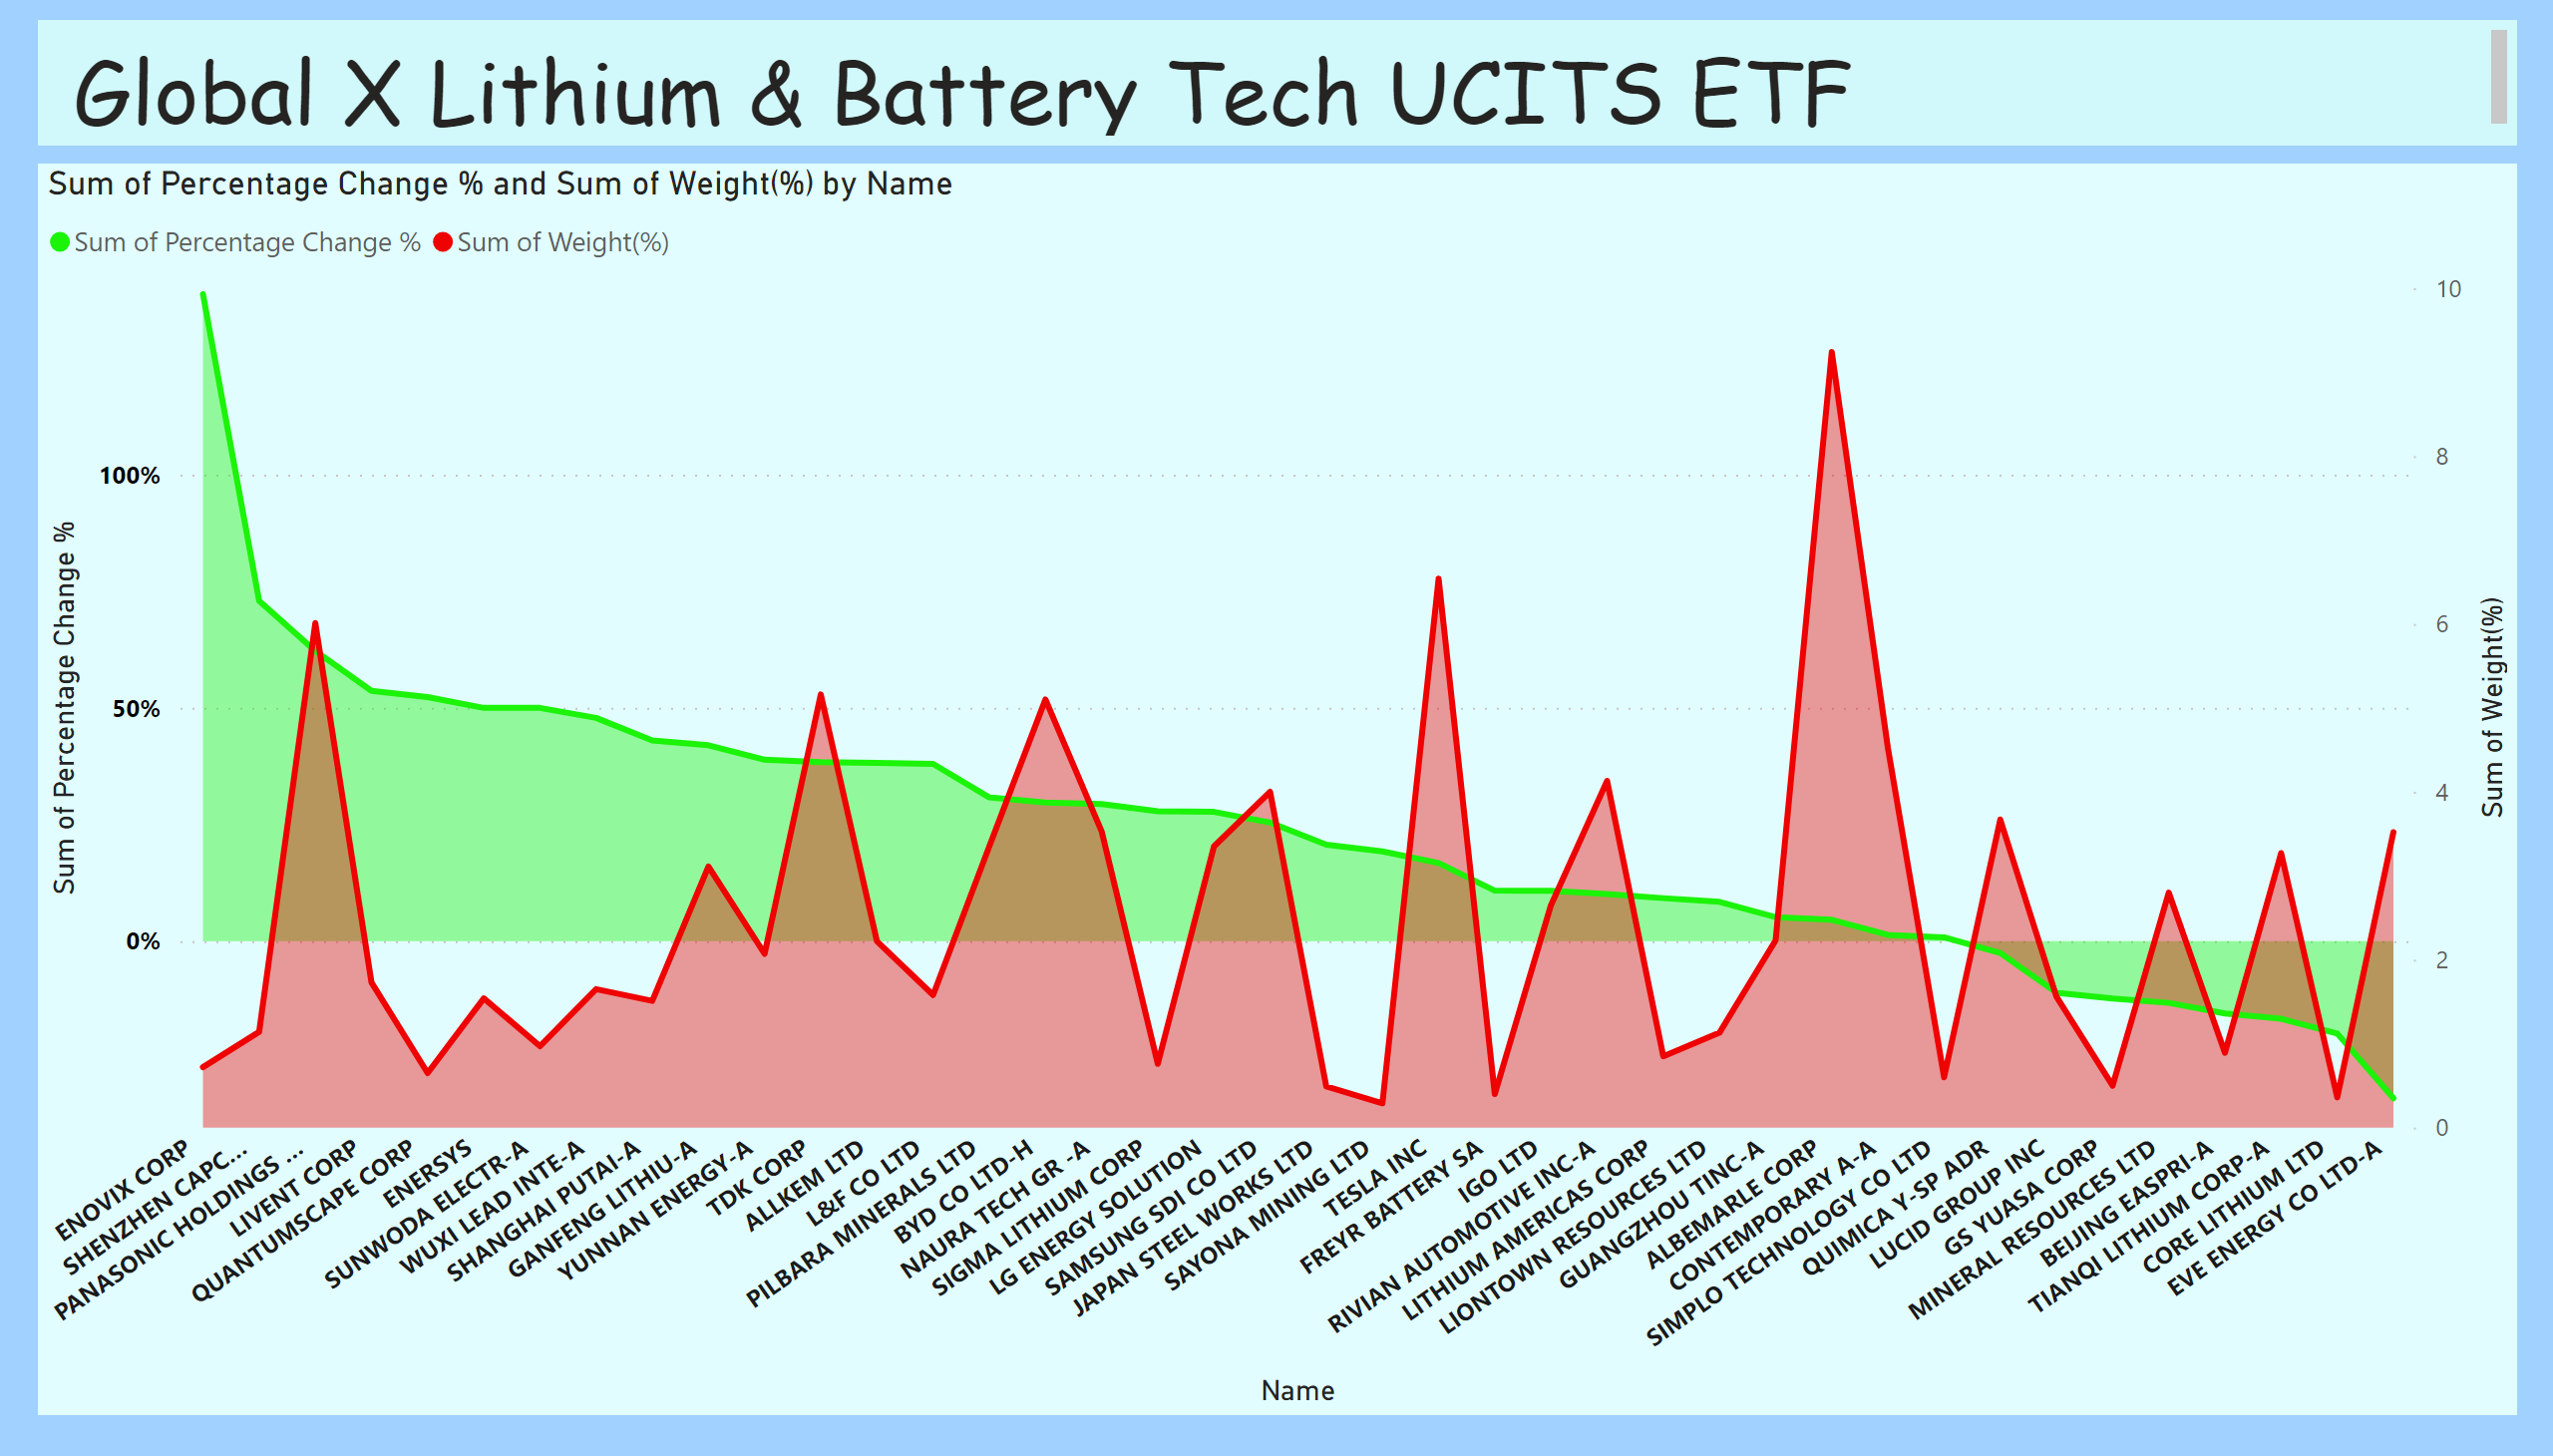 Global X Lithium & Battery Tech UCITS ETF
Sum of Percentage Change % and Sum of Weight(%) by Name
Sum of Percentage Change % Sum of Weight(%)
Sum of Percentage Change %
100%
50%
0%
10
8
6
4
2
0
Sum of Weight(%)
ENOVIX CORP
SHENZHEN CAPC...
PANASONIC HOLDINGS ...
LIVENT CORP
QUANTUMSCAPE CORP
ENERSYS
SUNWODA ELECTR-A
WUXI LEAD INTE-A
SHANGHAI PUTAI-A
GANFENG LITHIU-A
YUNNAN ENERGY-A
TDK CORP
ALLKEM LTD
L&F CO LTD
PILBARA MINERALS LTD
BYD CO LTD-H
NAURA TECH GR -A
SIGMA LITHIUM CORP
LG ENERGY SOLUTION
SAMSUNG SDI CO LTD
JAPAN STEEL WORKS LTD
SAYONA MINING LTD
TESLA INC
FREYR BATTERY SA
IGO LTD
RIVIAN AUTOMOTIVE INC-A
LITHIUM AMERICAS CORP
LIONTOWN RESOURCES LTD
GUANGZHOU TINC-A
ALBEMARLE CORP
CONTEMPORARY A-A
SIMPLO TECHNOLOGY CO LTD
QUIMICA Y-SP ADR
LUCID GROUP INC
GS YUASA CORP
MINERAL RESOURCES LTD
BEIJING EASPRI-A
TIANQI LITHIUM CORP-A
CORE LITHIUM LTD
EVE ENERGY CO LTD-A
Name